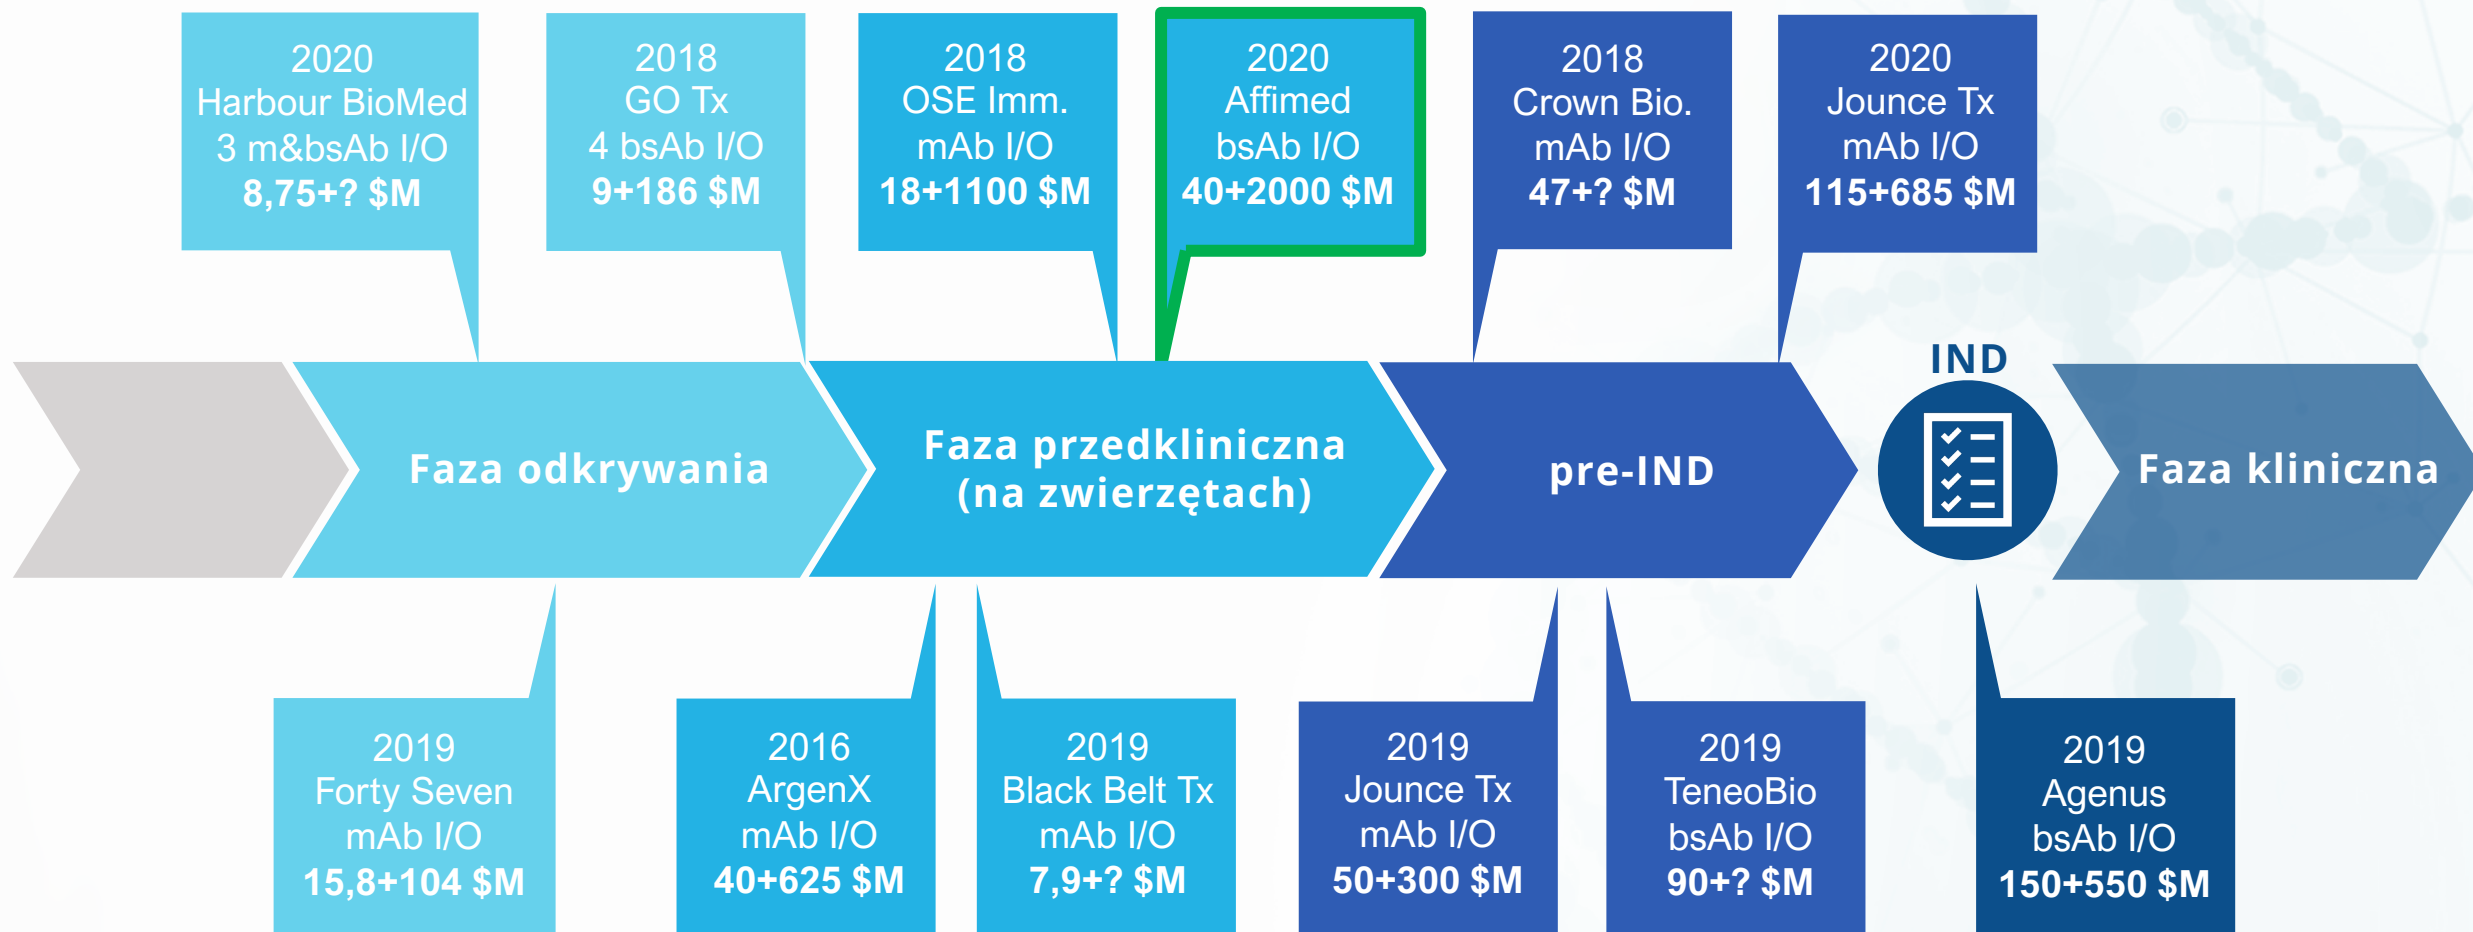 2020
Harbour BioMed
3 m&bsAb I/O
8,75+? $M
2018
GO Tx
4 bsAb I/O
9+186 $M
2018
OSE Imm.
mAb I/O
18+1100 $M
2020
Affimed
bsAb I/O
40+2000 $M
2018
Crown Bio.
mAb I/O
47+? $M
2020
Jounce Tx
mAb I/O
115+685 $M
Faza odkrywania
Faza przedkliniczna
(na zwierzętach)
pre-IND
IND
Faza kliniczna
2019
Forty Seven
mAb I/O
15,8+104 $M
2016
ArgenX
mAb I/O
40+625 $M
2019
Black Belt Tx
mAb I/O
7,9+? $M
2019
Jounce Tx
mAb I/O
50+300 $M
2019
TeneoBio
bsAb I/O
90+? $M
2019
Agenus
bsAb I/O
150+550 $M